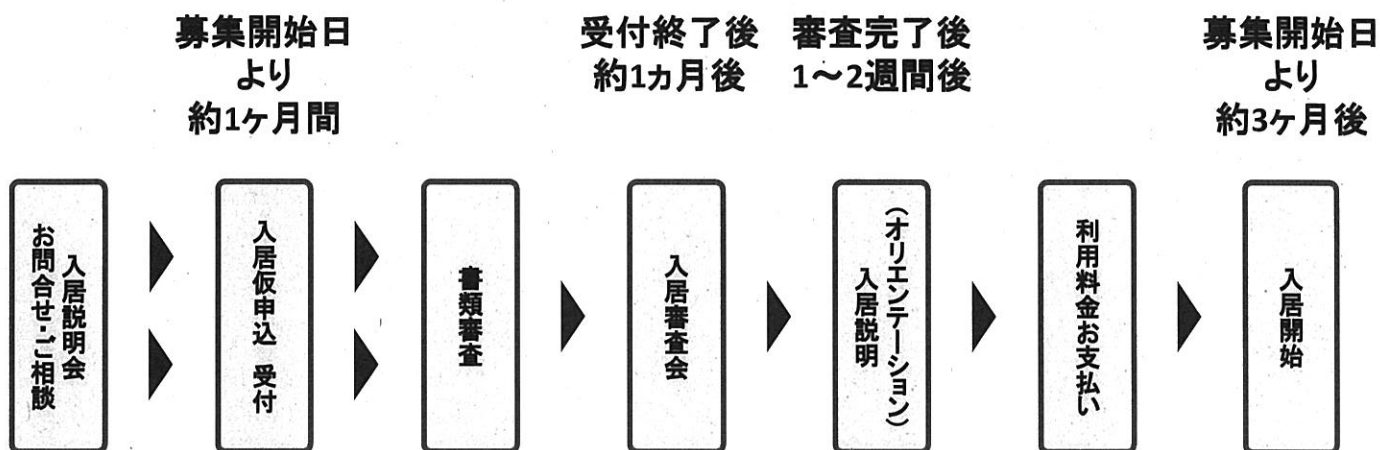 募集開始日
より
約1ヶ月間
受付終了後
約1ヵ月後
審査完了後
1～2週間後
募集開始日
より
約3ヶ月後
入居説明会
お問合せ・ご相談
入居仮申込　受付
書類審査
入居審査会
入居説明
（オリエンテーション）
利用料金お支払い
入居開始